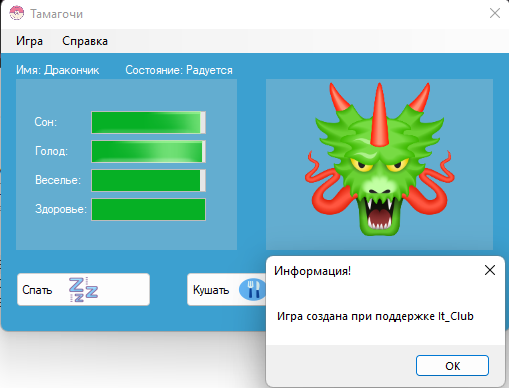 Тамагочи
Игра Справка
Имя: Дракончик Состояние: Радуется
Сон:
Голод:
Веселье:
Здоровье:
Спать
Кушать
Информация!
Игра создана при поддержке It_Club
OK